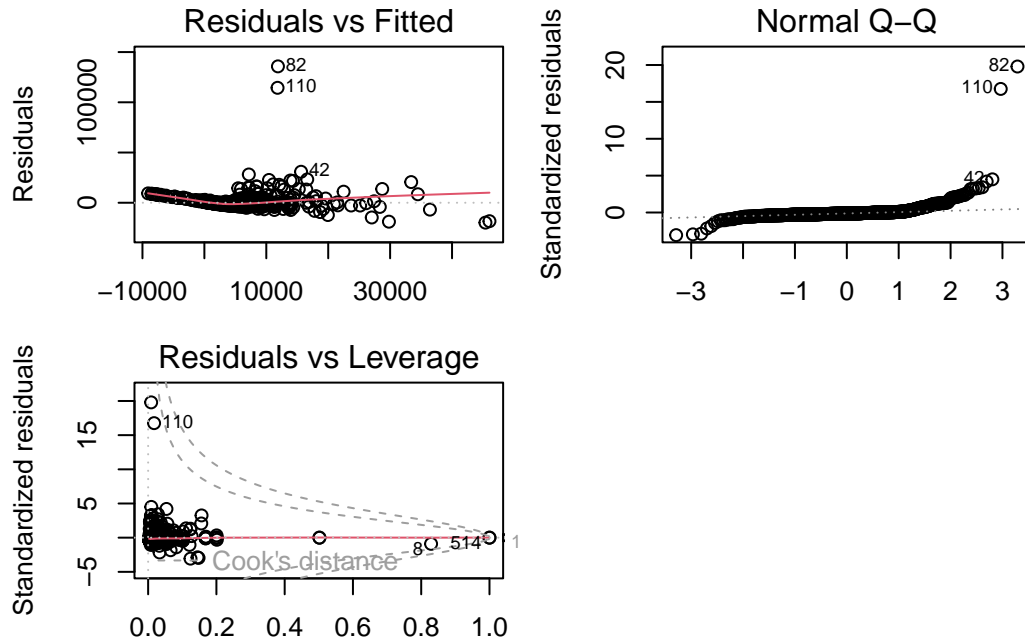 Residuals vs Fitted
Residuals
100000
0
82
110
42
−10000 10000 30000
Normal Q−Q
Standardized residuals
20
10
0
82
110
42
−3 −1 0 1 2 3
Residuals vs Leverage
Standardized residuals
15
5
−5
110
8
514
1
Cook's distance
0.0 0.2 0.4 0.6 0.8 1.0